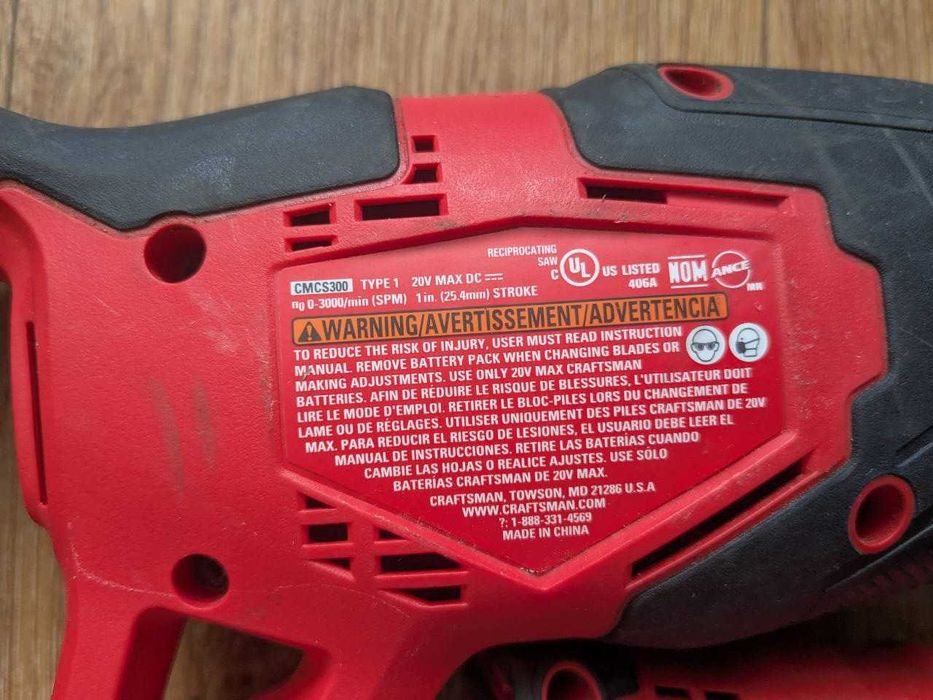 RECIPROCATING
SAW
CMCS300 TYPE 1 20V MAX DC
C UL US LISTED
406A
NOM ANCE
MR
n0 0-3000/min (SPM) 1 in. (25.4mm) STROKE
WARNING/AVERTISSEMENT/ADVERTENCIA
TO REDUCE THE RISK OF INJURY, USER MUST READ INSTRUCTION
MANUAL. REMOVE BATTERY PACK WHEN CHANGING BLADES OR
MAKING ADJUSTMENTS. USE ONLY 20V MAX CRAFTSMAN
BATTERIES. AFIN DE RÉDUIRE LE RISQUE DE BLESSURES, L'UTILISATEUR DOIT
LIRE LE MODE D'EMPLOI. RETIRER LE BLOC-PILES LORS DU CHANGEMENT DE
LAME OU DE RÉGLAGES. UTILISER UNIQUEMENT DES PILES CRAFTSMAN DE 20V
MAX. PARA REDUCIR EL RIESGO DE LESIONES, EL USUARIO DEBE LEER EL
MANUAL DE INSTRUCCIONES. RETIRE LAS BATERÍAS CUANDO
CAMBIE LAS HOJAS O REALICE AJUSTES. USE SÓLO
BATERÍAS CRAFTSMAN DE 20V MAX.
CRAFTSMAN, TOWSON, MD 21286 U.S.A
WWW.CRAFTSMAN.COM
?: 1-888-331-4569
MADE IN CHINA